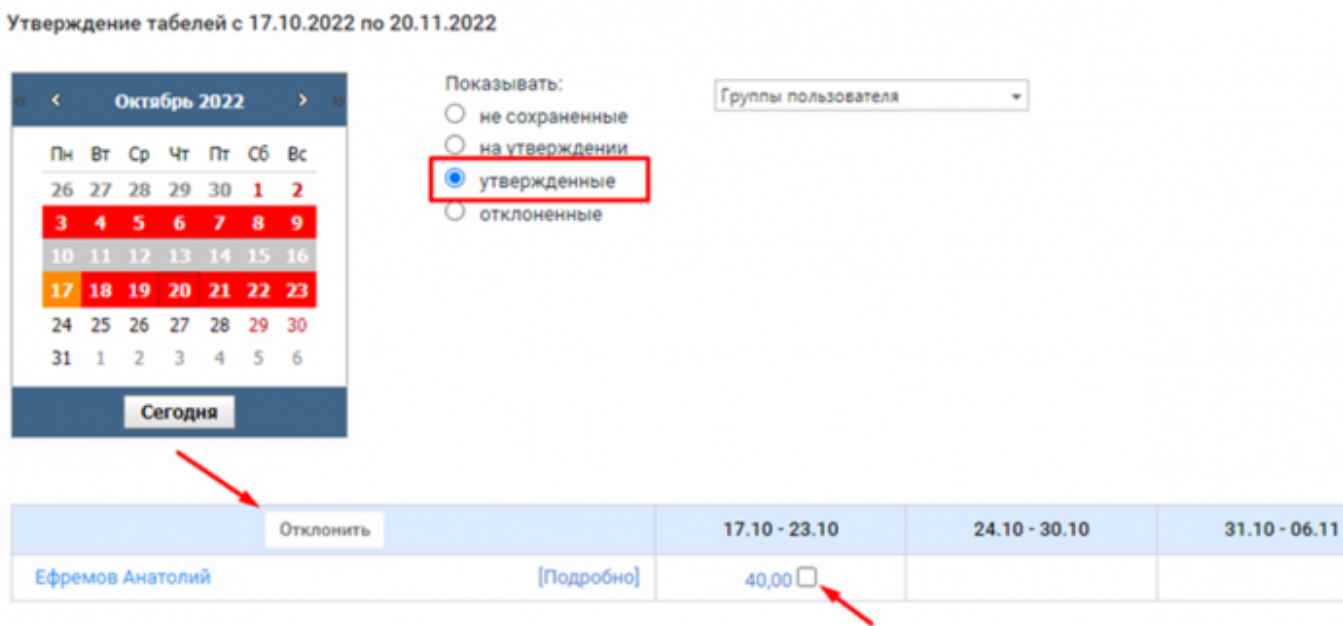 Утверждение табелей с 17.10.2022 по 20.11.2022
« ‹ Октябрь 2022 › »
Пн Вт Ср Чт Пт Сб Вс
26 27 28 29 30 1 2
3 4 5 6 7 8 9
10 11 12 13 14 15 16
17 18 19 20 21 22 23
24 25 26 27 28 29 30
31 1 2 3 4 5 6
Сегодня
Показывать:
не сохраненные
на утверждении
утвержденные
отклоненные
Группы пользователя
Отклонить 17.10 - 23.10 24.10 - 30.10 31.10 - 06.11
Ефремов Анатолий [Подробно] 40,00